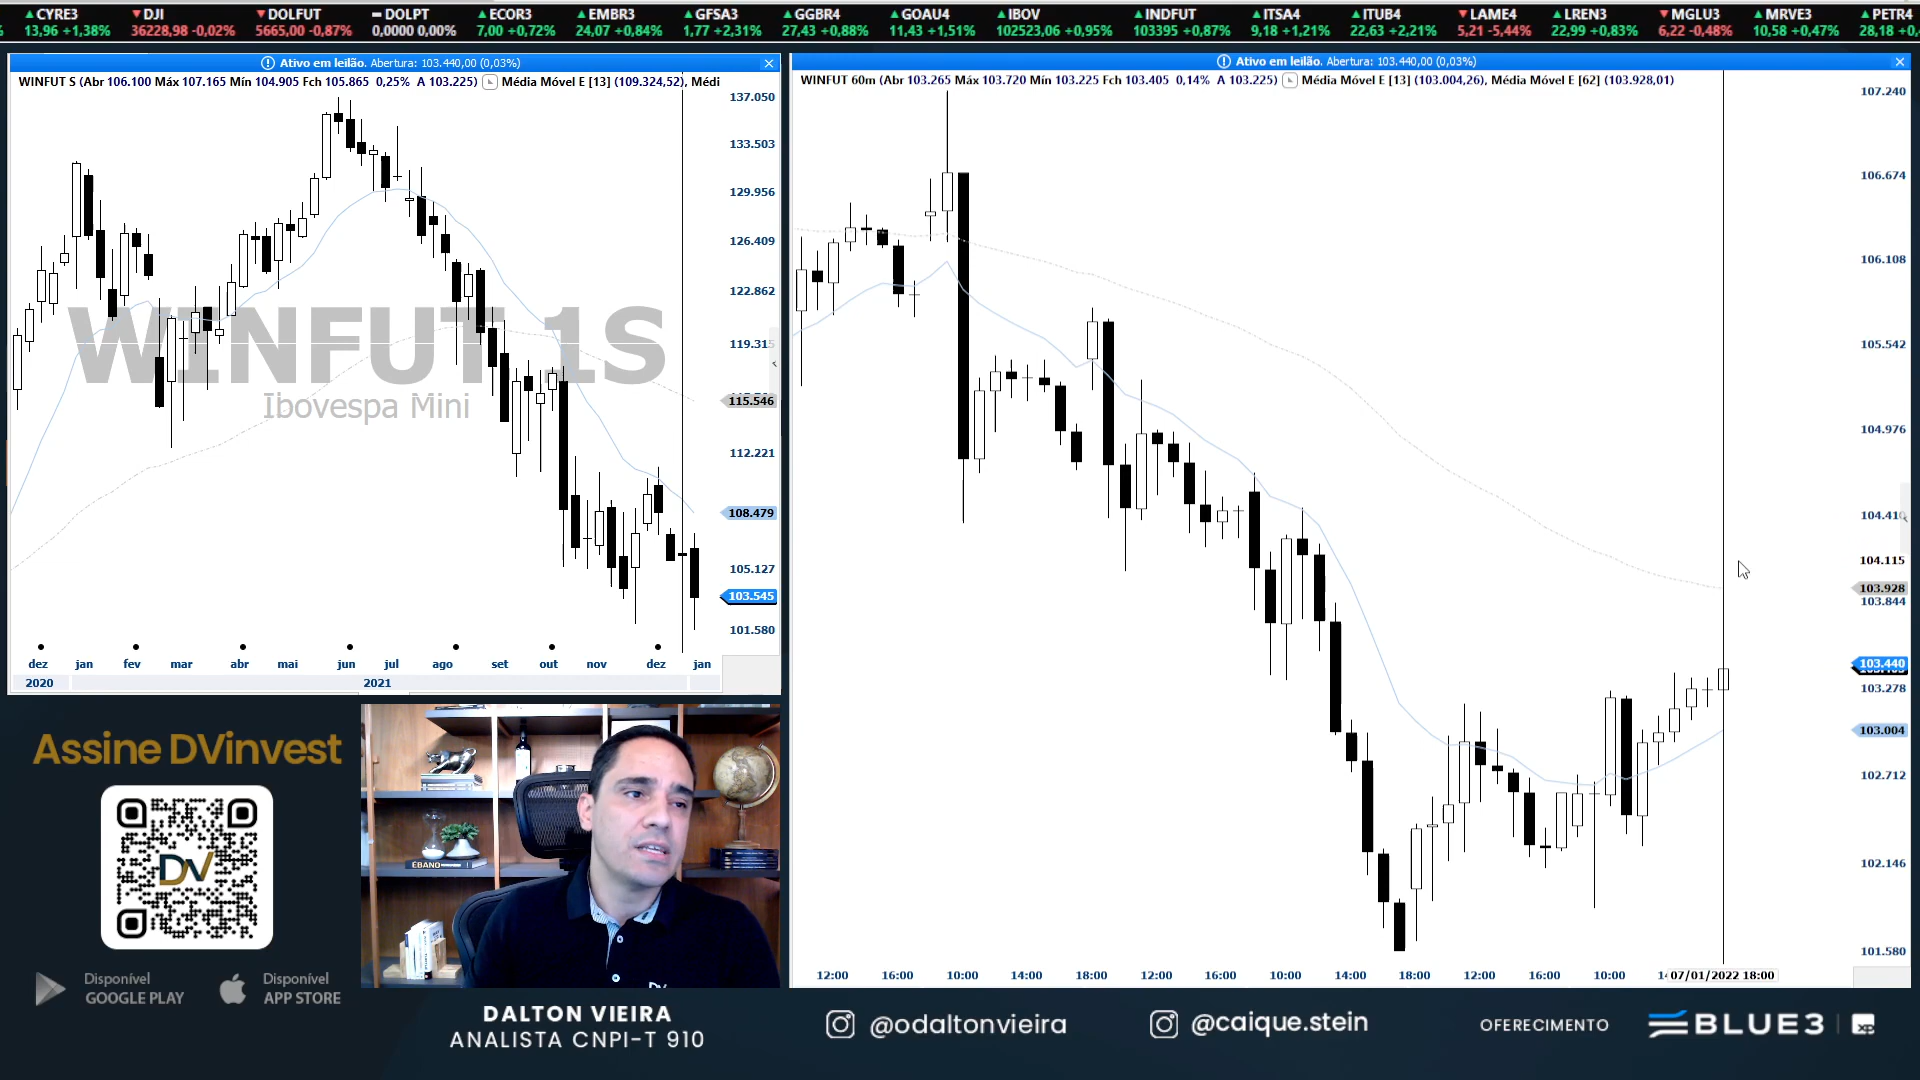 CYRE3 DJI DOLFUT DOLPT ECOR3 EMBR3 GFSA3 GGBR4 GOAU4 IBOV INDFUT ITSA4 ITUB4 LAME4 LREN3 MGLU3 MRVE3 PETR4
13,96 +1,38% 36228,98 -0,02% 5665,00 -0,87% 0,0000 0,00% 7,00 +0,72% 24,07 +0,84% 1,77 +2,31% 27,43 +0,88% 11,43 +1,51% 102523,06 +0,95% 103395 +0,87% 9,18 +1,21% 22,63 +2,21% 5,21 -5,44% 22,99 +0,83% 6,22 -0,48% 10,58 +0,47% 28,18 +0,
Ativo em leilão. Abertura: 103.440,00 (0,03%)
WINFUT S (Abr 106.100 Máx 107.165 Mín 104.905 Fch 105.865 0,25% A 103.225) Média Móvel E [13] (109.324,52), Médi
137.050
133.503
129.956
126.409
122.862
119.315
115.546
112.221
108.479
105.127
103.545
101.580
WINFUT 1S
Ibovespa Mini
dez jan fev mar abr mai jun jul ago set out nov dez jan
2020 2021
Ativo em leilão. Abertura: 103.440,00 (0,03%)
WINFUT 60m (Abr 103.265 Máx 103.720 Mín 103.225 Fch 103.405 0,14% A 103.225) Média Móvel E [13] (103.004,26), Média Móvel E [62] (103.928,01)
107.240
106.674
106.108
105.542
104.976
104.410
104.115
103.928
103.844
103.440
103.278
103.004
102.712
102.146
101.580
12:00 16:00 10:00 14:00 18:00 12:00 16:00 10:00 14:00 18:00 12:00 16:00 10:00 07/01/2022 18:00
Assine DVinvest
DV
Disponível
GOOGLE PLAY
Disponível
APP STORE
ÉBANO
DALTON VIEIRA
ANALISTA CNPI-T 910
@odaltonvieira
@caique.stein
OFERECIMENTO
BLUE3
xp